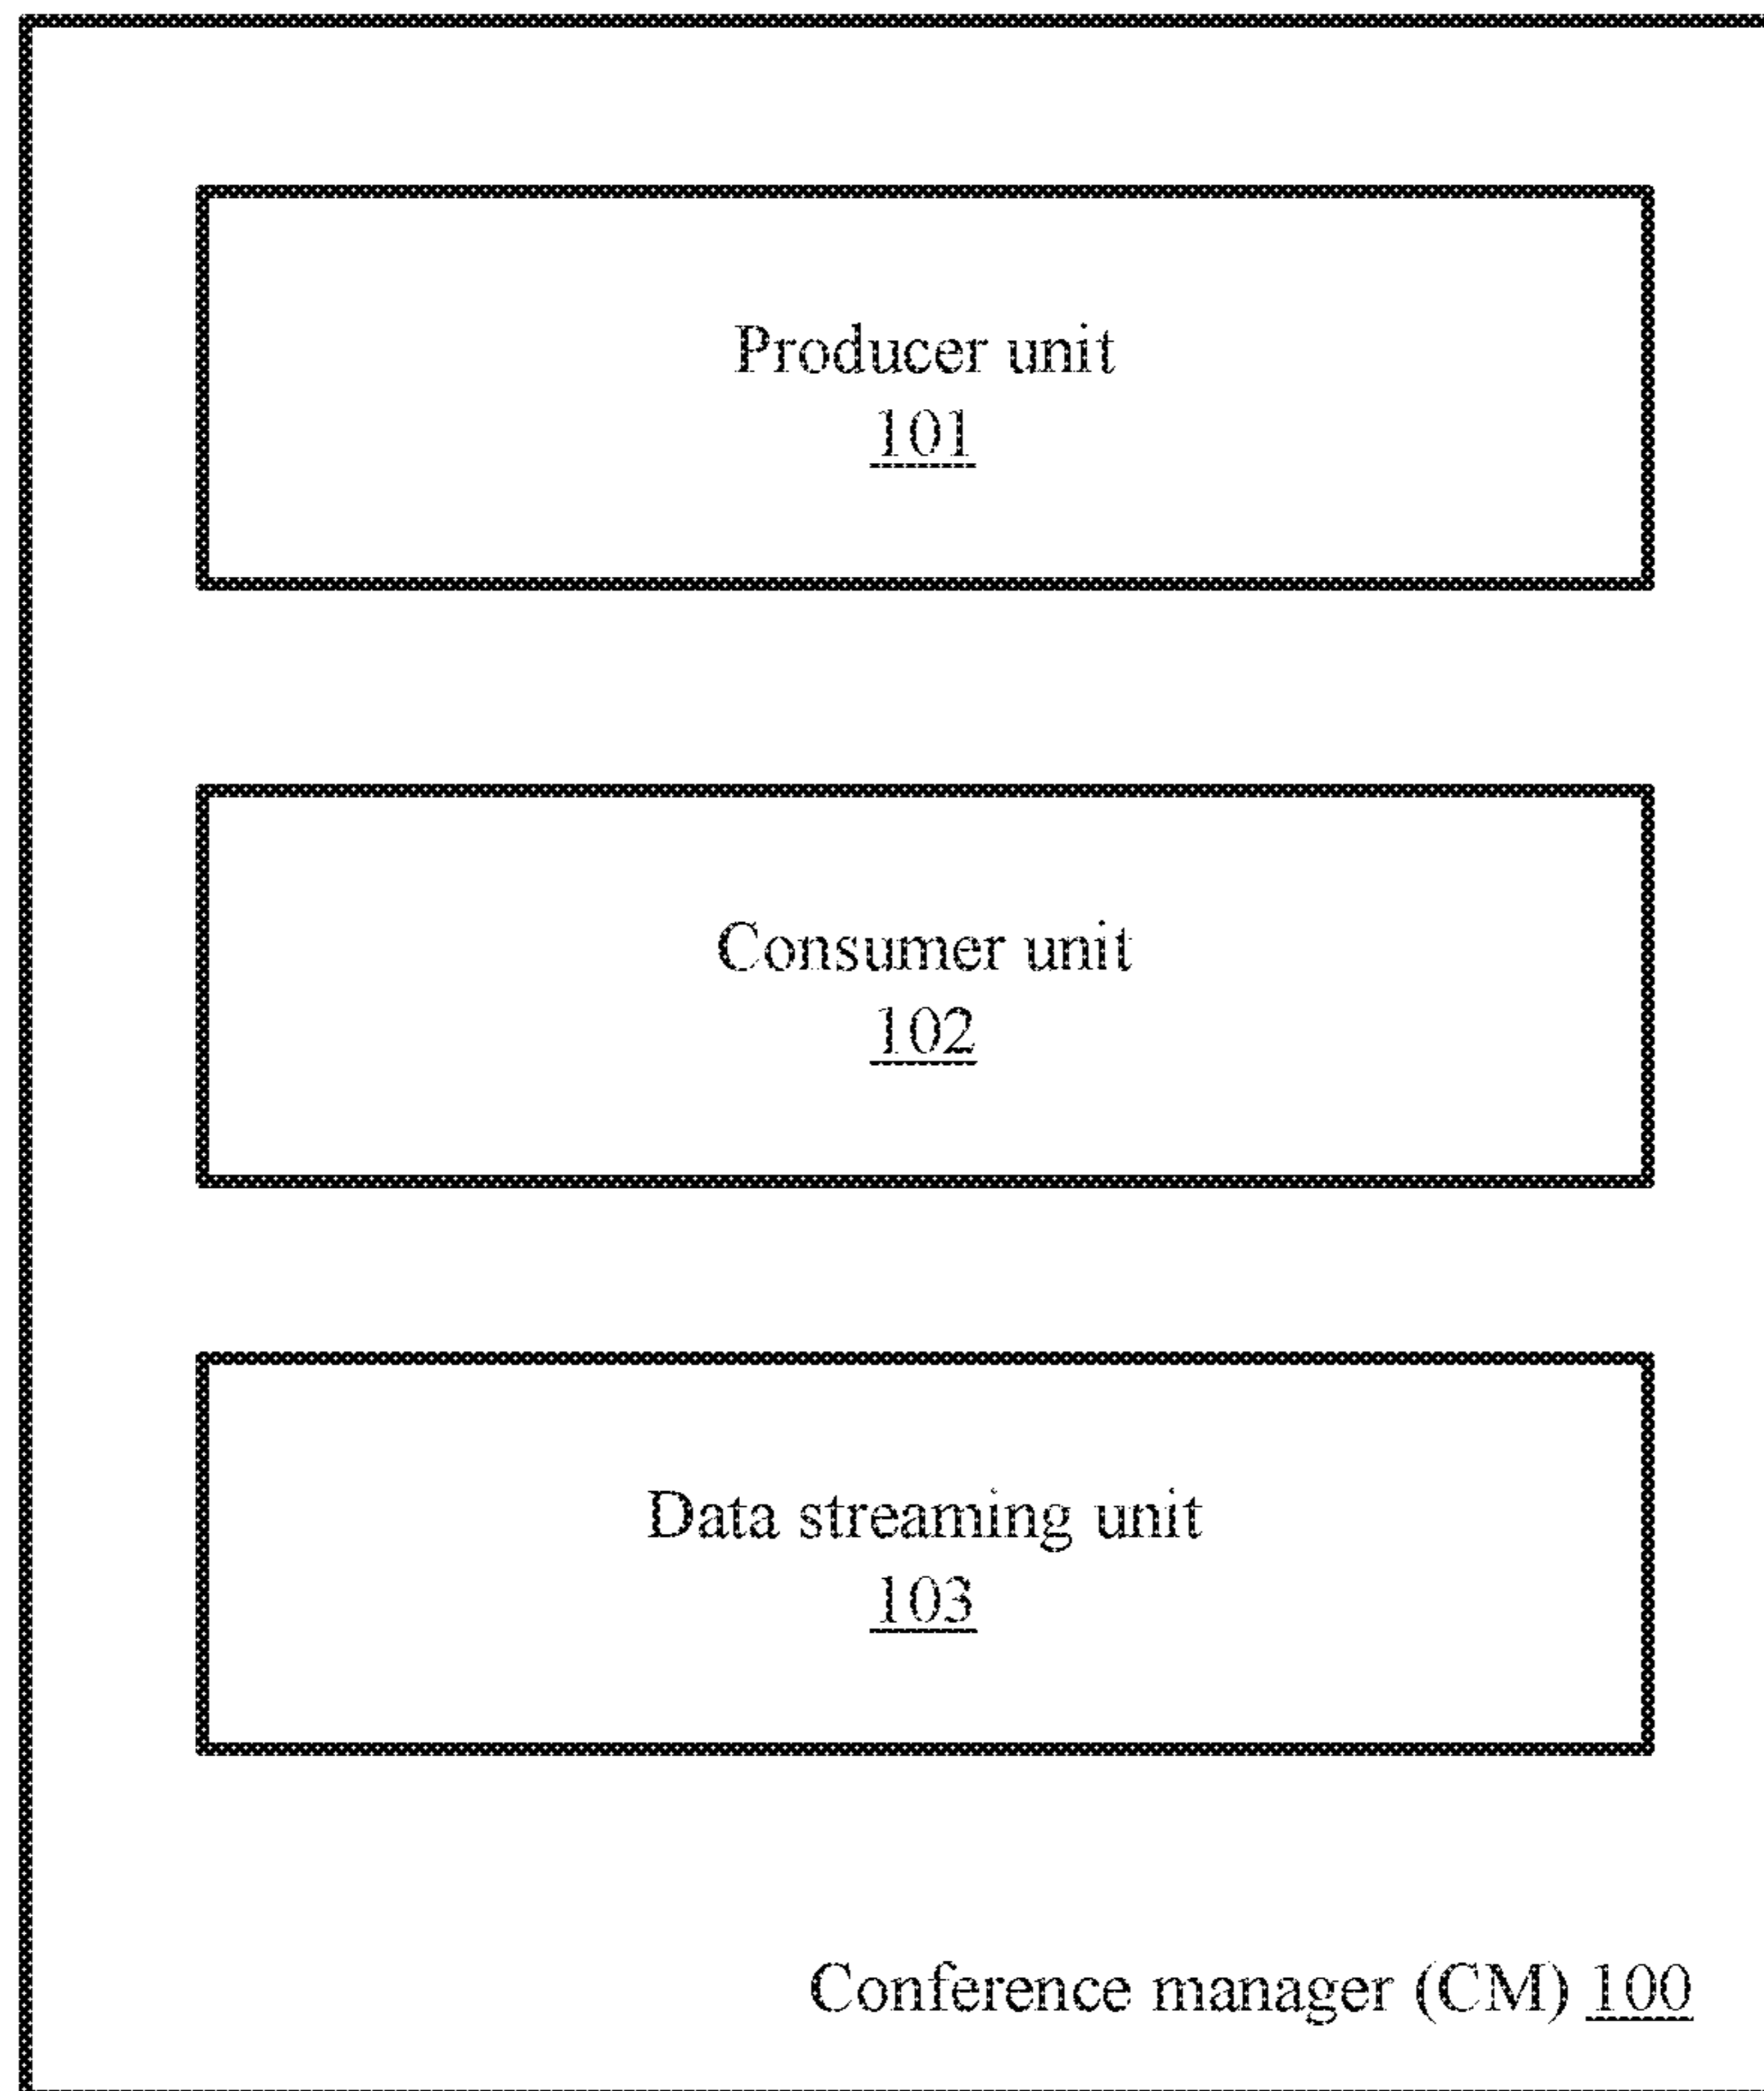 Producer unit
101
Consumer unit
102
Data streaming unit
103
Conference manager (CM) 100